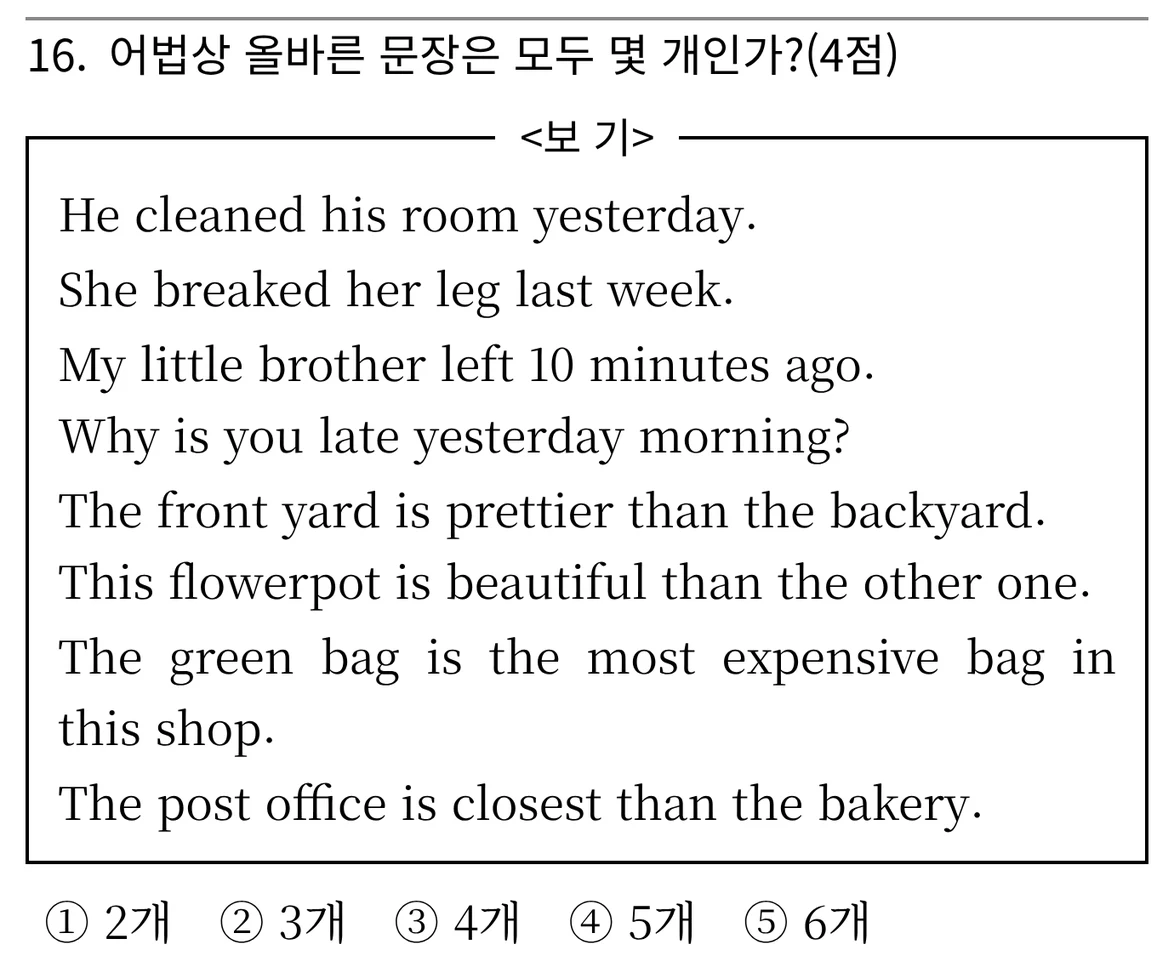 16. 어법상 올바른 문장은 모두 몇 개인가?(4점)
<보 기>
He cleaned his room yesterday.
She breaked her leg last week.
My little brother left 10 minutes ago.
Why is you late yesterday morning?
The front yard is prettier than the backyard.
This flowerpot is beautiful than the other one.
The green bag is the most expensive bag in
this shop.
The post office is closest than the bakery.
① 2개 ② 3개 ③ 4개 ④ 5개 ⑤ 6개